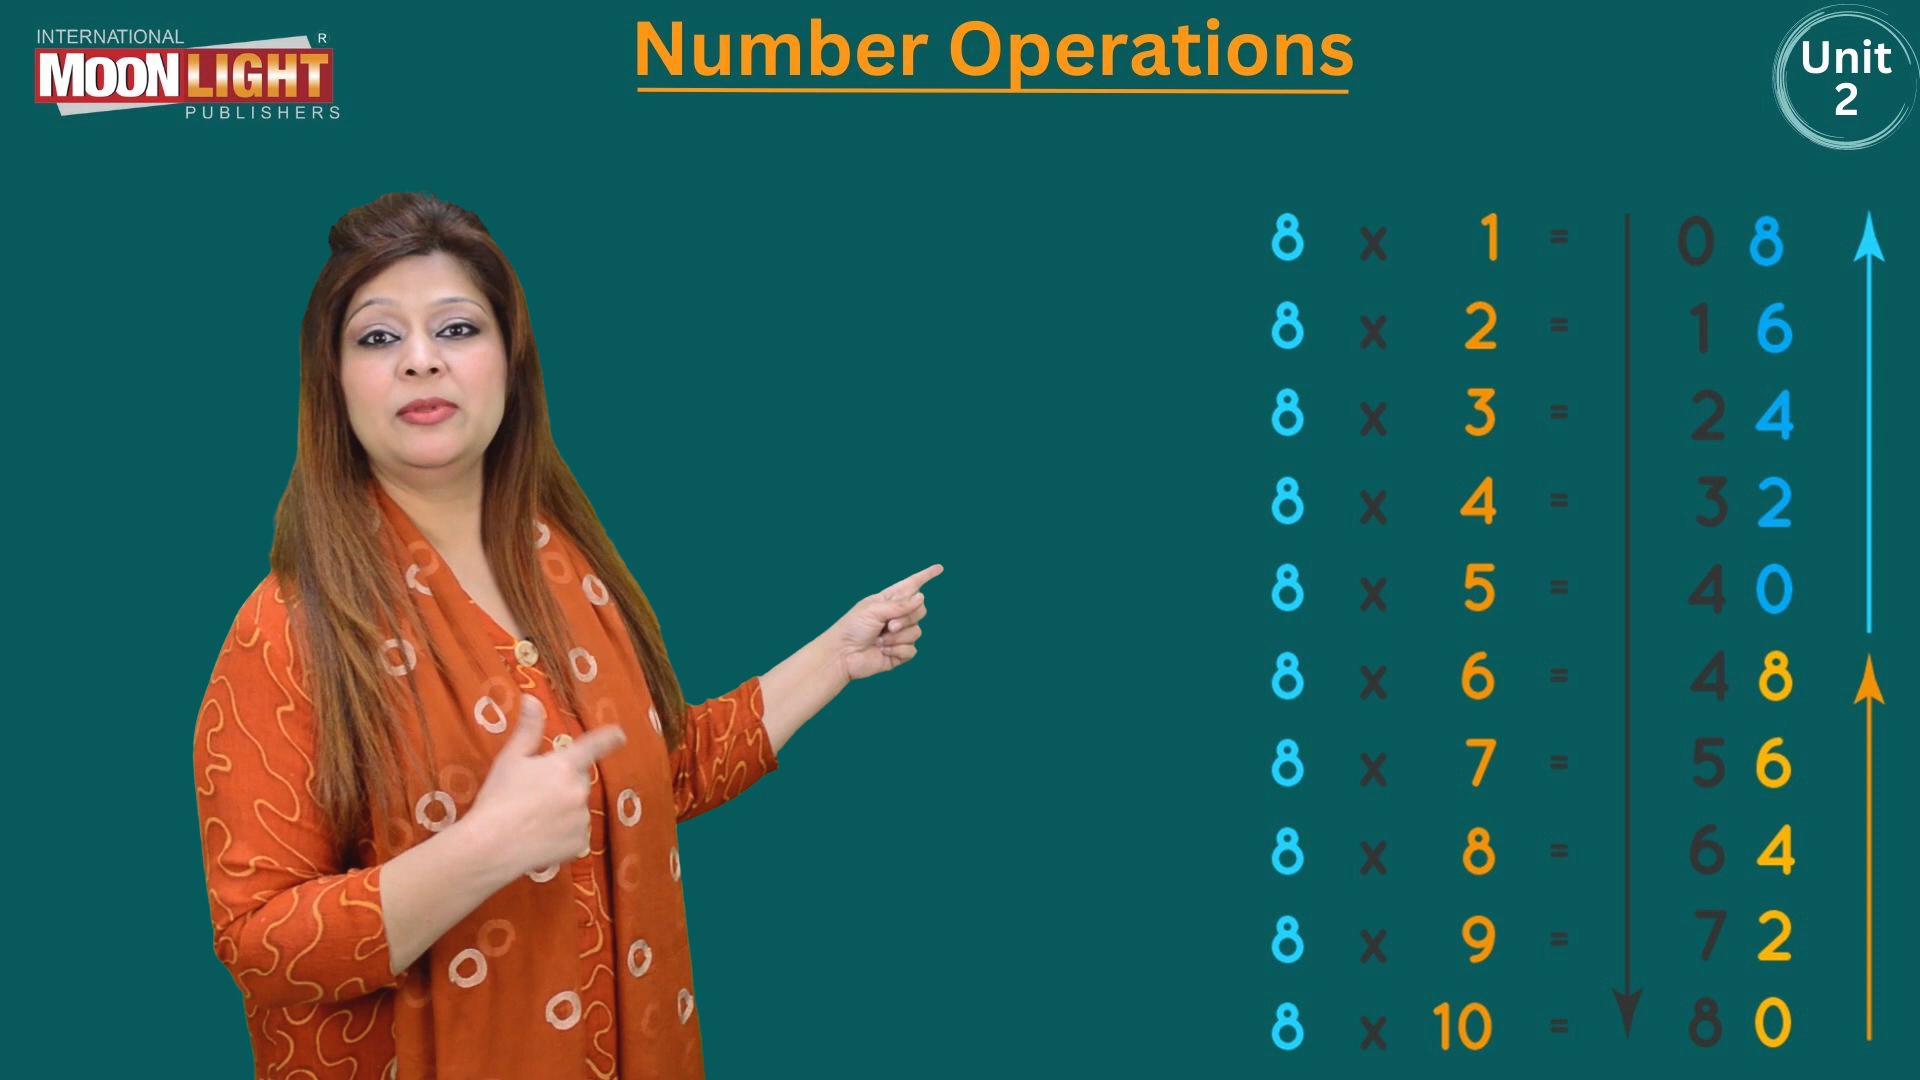 INTERNATIONAL R
MOONLIGHT
PUBLISHERS
Number Operations
Unit
2
8 x 1 = 0 8
8 x 2 = 1 6
8 x 3 = 2 4
8 x 4 = 3 2
8 x 5 = 4 0
8 x 6 = 4 8
8 x 7 = 5 6
8 x 8 = 6 4
8 x 9 = 7 2
8 x 10 = 8 0